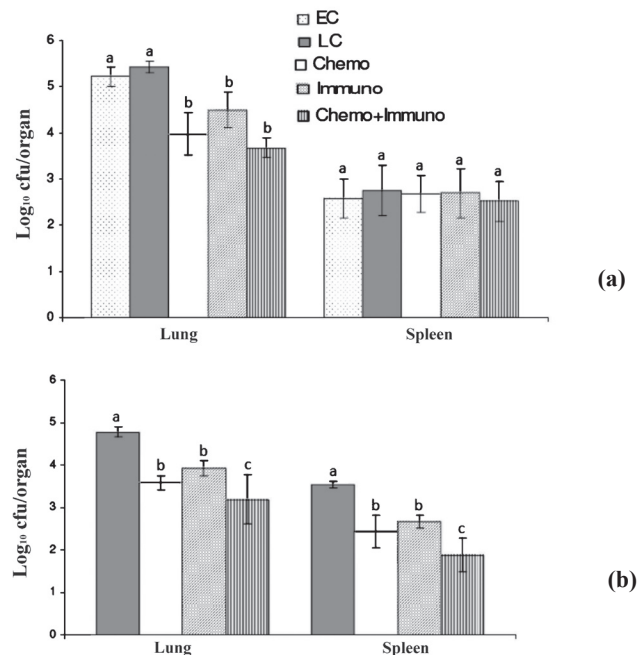 EC
LC
Chemo
Immuno
Chemo+Immuno
Log₁₀ cfu/organ
6
5
4
3
2
1
0
a a b b b a a a a a
Lung Spleen
(a)
Log₁₀ cfu/organ
6
5
4
3
2
1
0
a b b c a b b c
Lung Spleen
(b)